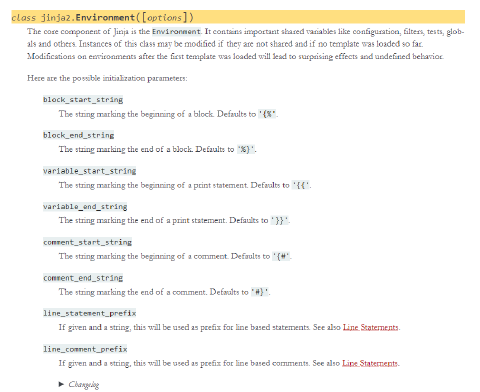 class jinja2.Environment([options])
The core component of Jinja is the Environment. It contains important shared variables like configuration, filters, tests, glob-
als and others. Instances of this class may be modified if they are not shared and if no template was loaded so far.
Modifications on environments after the first template was loaded will lead to surprising effects and undefined behavior.
Here are the possible initialization parameters:
block_start_string
The string marking the beginning of a block. Defaults to '{%'.
block_end_string
The string marking the end of a block. Defaults to '%}'.
variable_start_string
The string marking the beginning of a print statement. Defaults to '{{'.
variable_end_string
The string marking the end of a print statement. Defaults to '}}'.
comment_start_string
The string marking the beginning of a comment. Defaults to '{#'.
comment_end_string
The string marking the end of a comment. Defaults to '#}'.
line_statement_prefix
If given and a string, this will be used as prefix for line based statements. See also Line Statements.
line_comment_prefix
If given and a string, this will be used as prefix for line based comments. See also Line Statements.
► Changelog